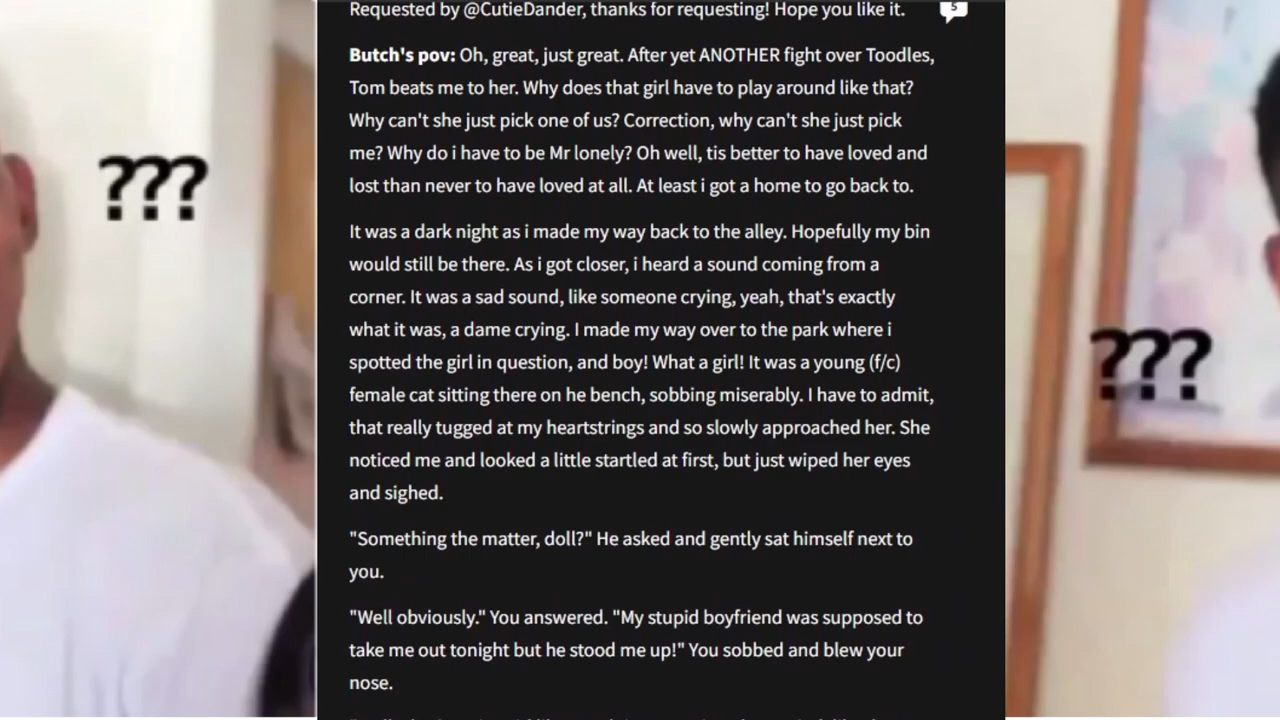 Requested by @CutieDander, thanks for requesting! Hope you like it.
5
Butch's pov: Oh, great, just great. After yet ANOTHER fight over Toodles,
Tom beats me to her. Why does that girl have to play around like that?
Why can't she just pick one of us? Correction, why can't she just pick
me? Why do i have to be Mr lonely? Oh well, tis better to have loved and
lost than never to have loved at all. At least i got a home to go back to.
???
It was a dark night as i made my way back to the alley. Hopefully my bin
would still be there. As i got closer, i heard a sound coming from a
corner. It was a sad sound, like someone crying, yeah, that's exactly
what it was, a dame crying. I made my way over to the park where i
spotted the girl in question, and boy! What a girl! It was a young (f/c)
female cat sitting there on he bench, sobbing miserably. I have to admit,
that really tugged at my heartstrings and so slowly approached her. She
noticed me and looked a little startled at first, but just wiped her eyes
and sighed.
???
"Something the matter, doll?" He asked and gently sat himself next to
you.
"Well obviously." You answered. "My stupid boyfriend was supposed to
take me out tonight but he stood me up!" You sobbed and blew your
nose.